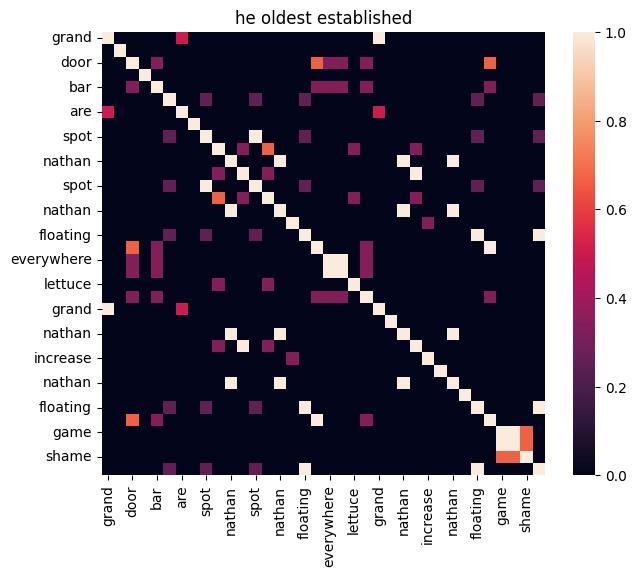 he oldest established
grand
door
bar
are
spot
nathan
spot
nathan
floating
everywhere
lettuce
grand
nathan
increase
nathan
floating
game
shame
1.0
0.8
0.6
0.4
0.2
0.0
grand
door
bar
are
spot
nathan
spot
nathan
floating
everywhere
lettuce
grand
nathan
increase
nathan
floating
game
shame